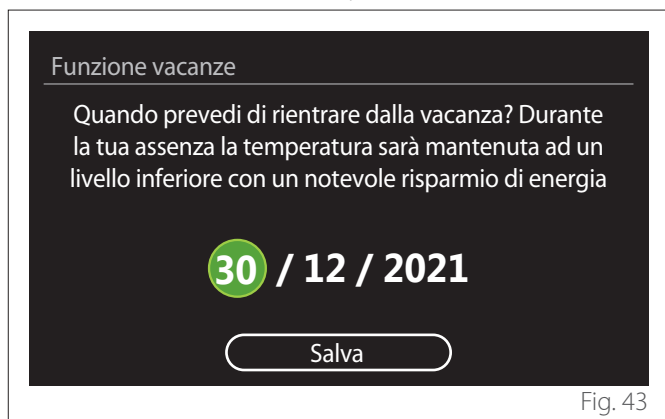 Funzione vacanze
Quando prevedi di rientrare dalla vacanza? Durante
la tua assenza la temperatura sarà mantenuta ad un
livello inferiore con un notevole risparmio di energia
30 / 12 / 2021
Salva
Fig. 43